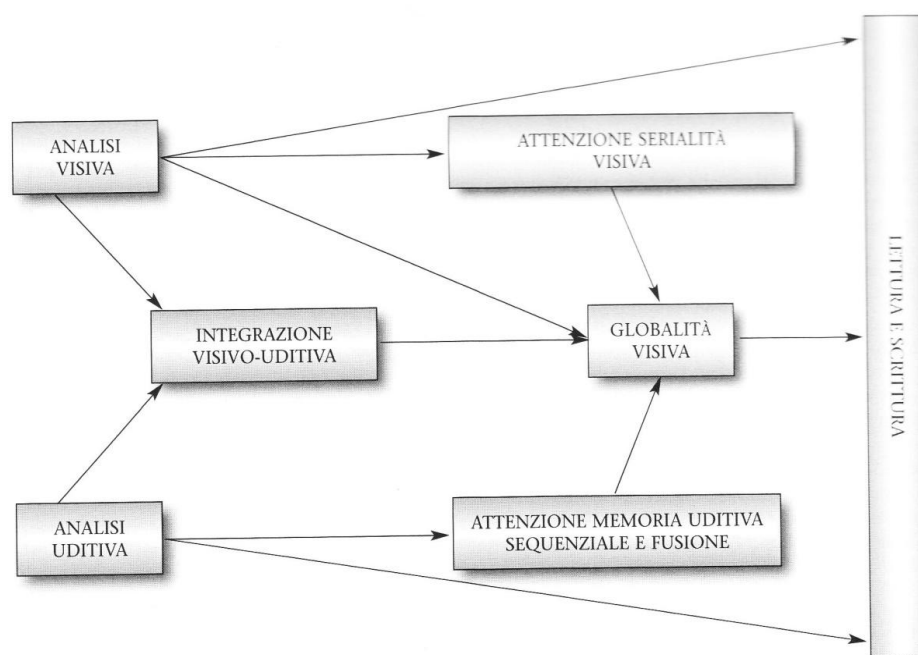 ANALISI
VISIVA
ATTENZIONE SERIALITÀ
VISIVA
INTEGRAZIONE
VISIVO-UDITIVA
GLOBALITÀ
VISIVA
ANALISI
UDITIVA
ATTENZIONE MEMORIA UDITIVA
SEQUENZIALE E FUSIONE
LETTURA E SCRITTURA